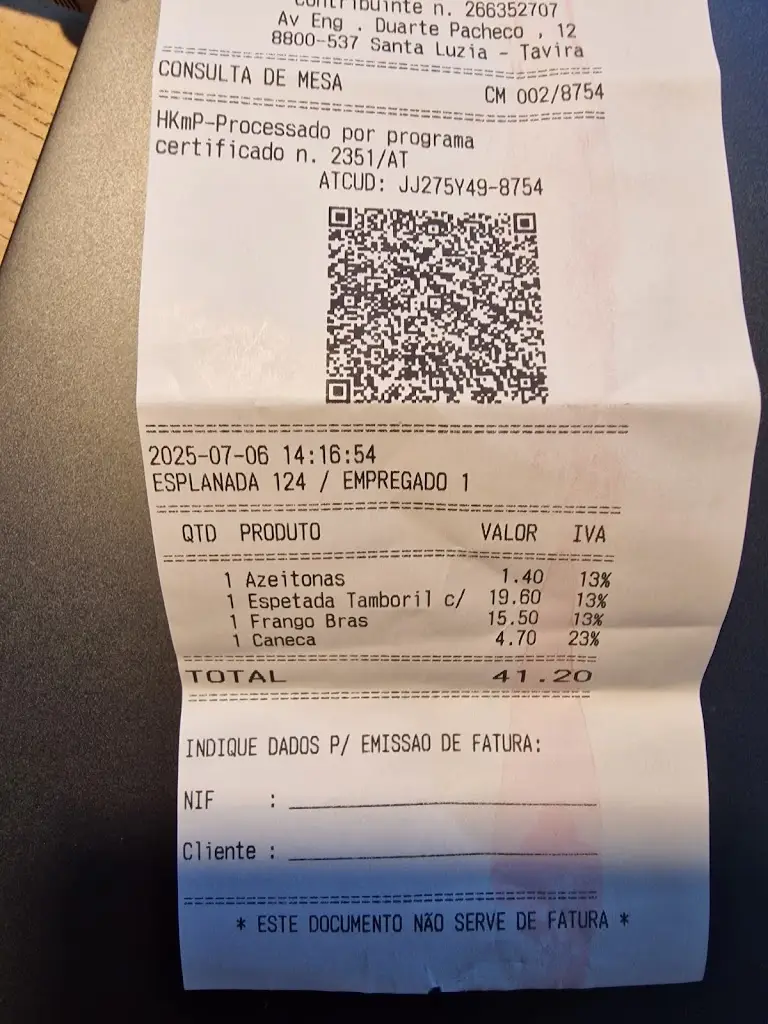 Contribuinte n. 266352707
Av Eng . Duarte Pacheco , 12
8800-537 Santa Luzia - Tavira
CONSULTA DE MESA CM 002/8754
HKmP-Processado por programa
certificado n. 2351/AT
ATCUD: JJ275Y49-8754
2025-07-06 14:16:54
ESPLANADA 124 / EMPREGADO 1
QTD PRODUTO VALOR IVA
1 Azeitonas 1.40 13%
1 Espetada Tamboril c/ 19.60 13%
1 Frango Bras 15.50 13%
1 Caneca 4.70 23%
TOTAL 41.20
INDIQUE DADOS P/ EMISSAO DE FATURA:
NIF :
Cliente :
* ESTE DOCUMENTO NÃO SERVE DE FATURA *